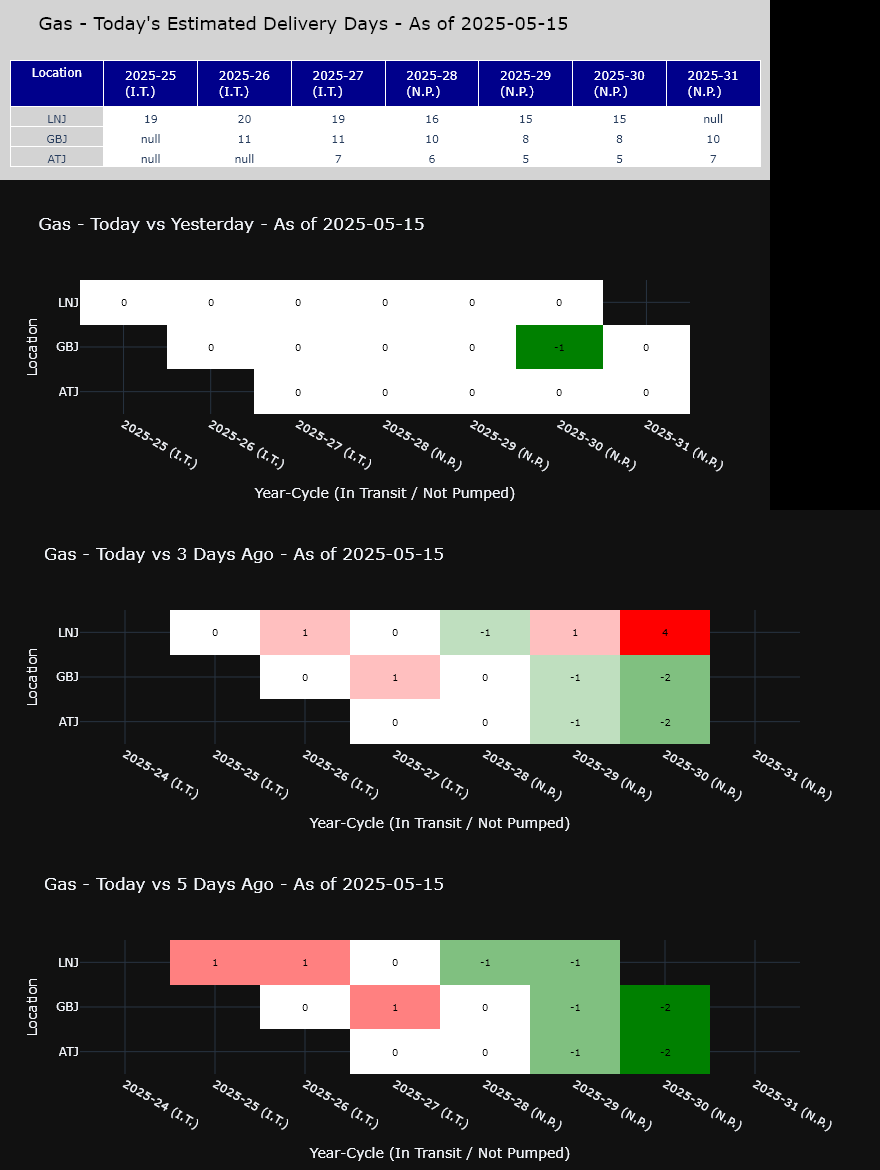 Gas - Today's Estimated Delivery Days - As of 2025-05-15
Location 2025-25 (I.T.) 2025-26 (I.T.) 2025-27 (I.T.) 2025-28 (N.P.) 2025-29 (N.P.) 2025-30 (N.P.) 2025-31 (N.P.)
LNJ 19 20 19 16 15 15 null
GBJ null 11 11 10 8 8 10
ATJ null null 7 6 5 5 7
Gas - Today vs Yesterday - As of 2025-05-15
Location
LNJ 0 0 0 0 0 0
GBJ 0 0 0 0 -1 0
ATJ 0 0 0 0 0
2025-25 (I.T.) 2025-26 (I.T.) 2025-27 (I.T.) 2025-28 (N.P.) 2025-29 (N.P.) 2025-30 (N.P.) 2025-31 (N.P.)
Year-Cycle (In Transit / Not Pumped)
Gas - Today vs 3 Days Ago - As of 2025-05-15
Location
LNJ 0 1 0 -1 1 4
GBJ 0 1 0 -1 -2
ATJ 0 0 -1 -2
2025-24 (I.T.) 2025-25 (I.T.) 2025-26 (I.T.) 2025-27 (I.T.) 2025-28 (N.P.) 2025-29 (N.P.) 2025-30 (N.P.) 2025-31 (N.P.)
Year-Cycle (In Transit / Not Pumped)
Gas - Today vs 5 Days Ago - As of 2025-05-15
Location
LNJ 1 1 0 -1 -1
GBJ 0 1 0 -1 -2
ATJ 0 0 -1 -2
2025-24 (I.T.) 2025-25 (I.T.) 2025-26 (I.T.) 2025-27 (I.T.) 2025-28 (N.P.) 2025-29 (N.P.) 2025-30 (N.P.) 2025-31 (N.P.)
Year-Cycle (In Transit / Not Pumped)